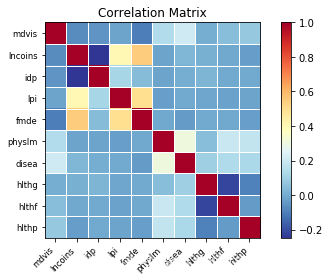 Correlation Matrix
mdvis
lncoins
idp
lpi
fmde
physlm
disea
hlthg
hlthf
hlthp
mdvis lncoins idp lpi fmde physlm disea hlthg hlthf hlthp
1.0
0.8
0.6
0.4
0.2
0.0
−0.2